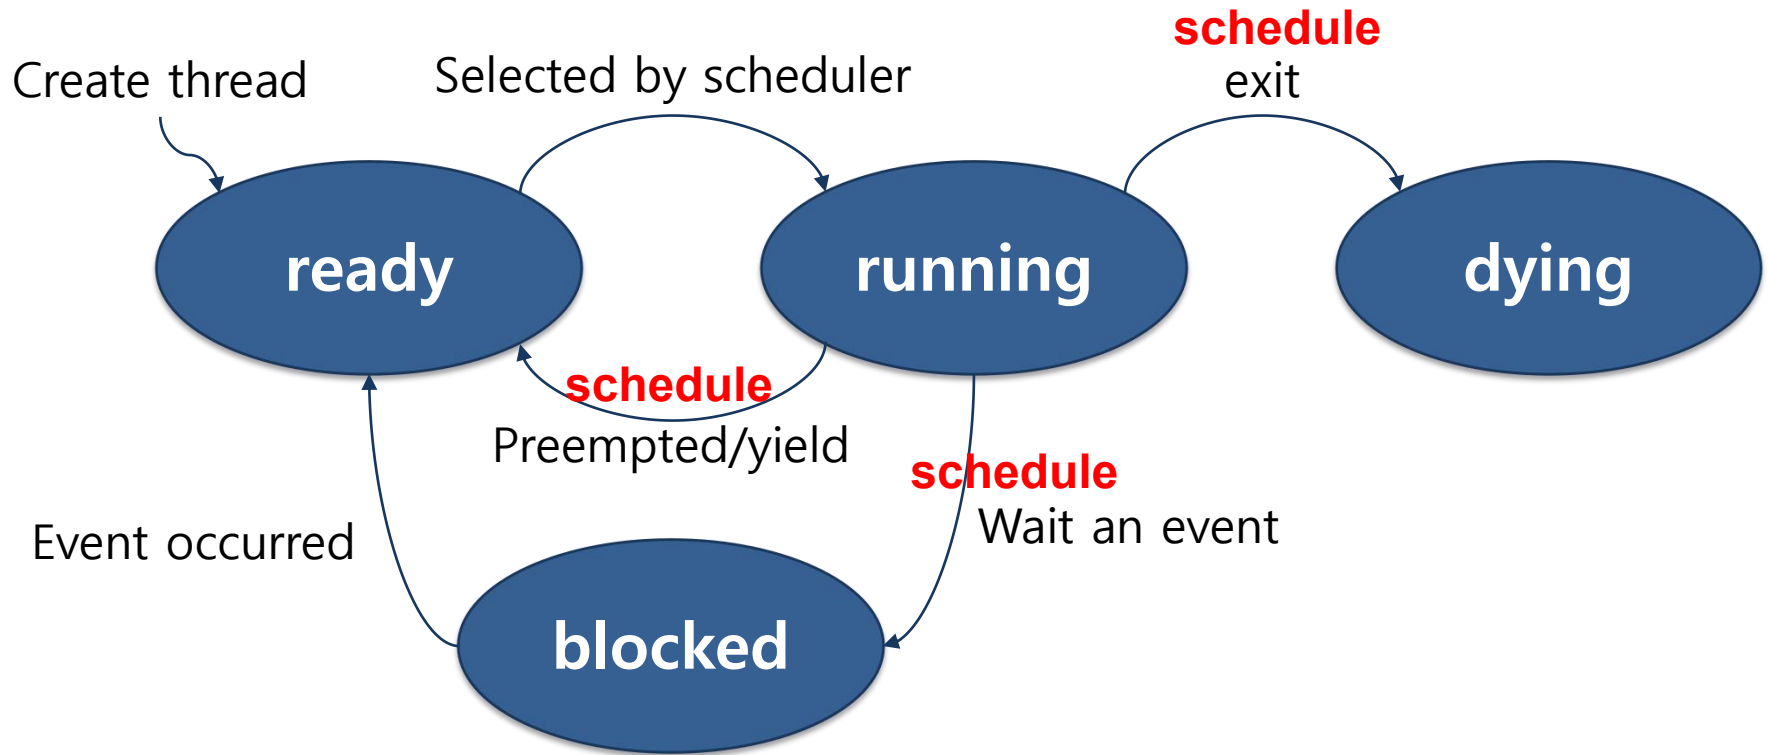 schedule
Create thread
Selected by scheduler
exit
ready
running
dying
schedule
Preempted/yield
schedule
Wait an event
Event occurred
blocked